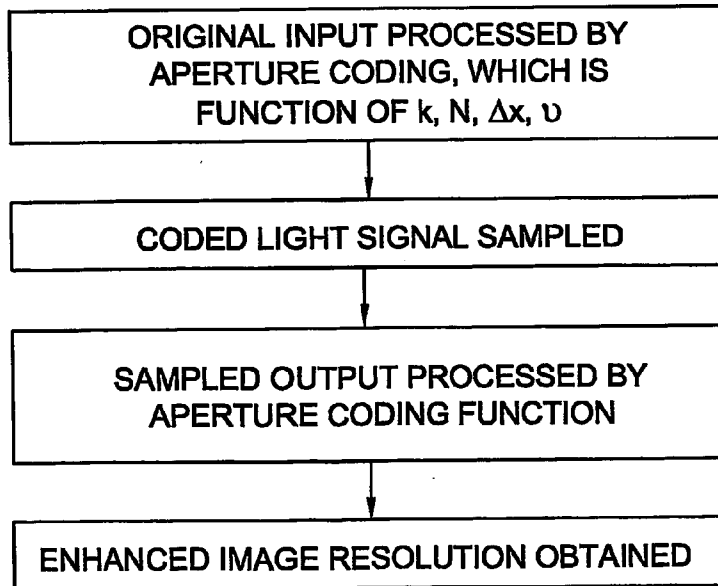 ORIGINAL INPUT PROCESSED BY
APERTURE CODING, WHICH IS
FUNCTION OF k, N, Δx, υ
CODED LIGHT SIGNAL SAMPLED
SAMPLED OUTPUT PROCESSED BY
APERTURE CODING FUNCTION
ENHANCED IMAGE RESOLUTION OBTAINED